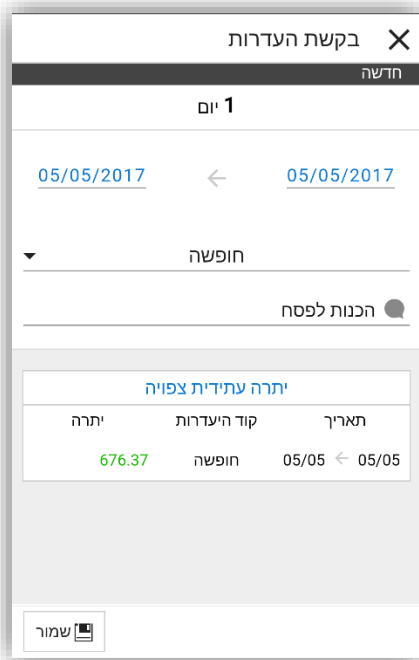 בקשת העדרות
חדשה
1 יום
05/05/2017 ← 05/05/2017
חופשה
הכנות לפסח
יתרה עתידית צפויה
תאריך קוד היעדרות יתרה
05/05 ← 05/05 חופשה 676.37
שמור